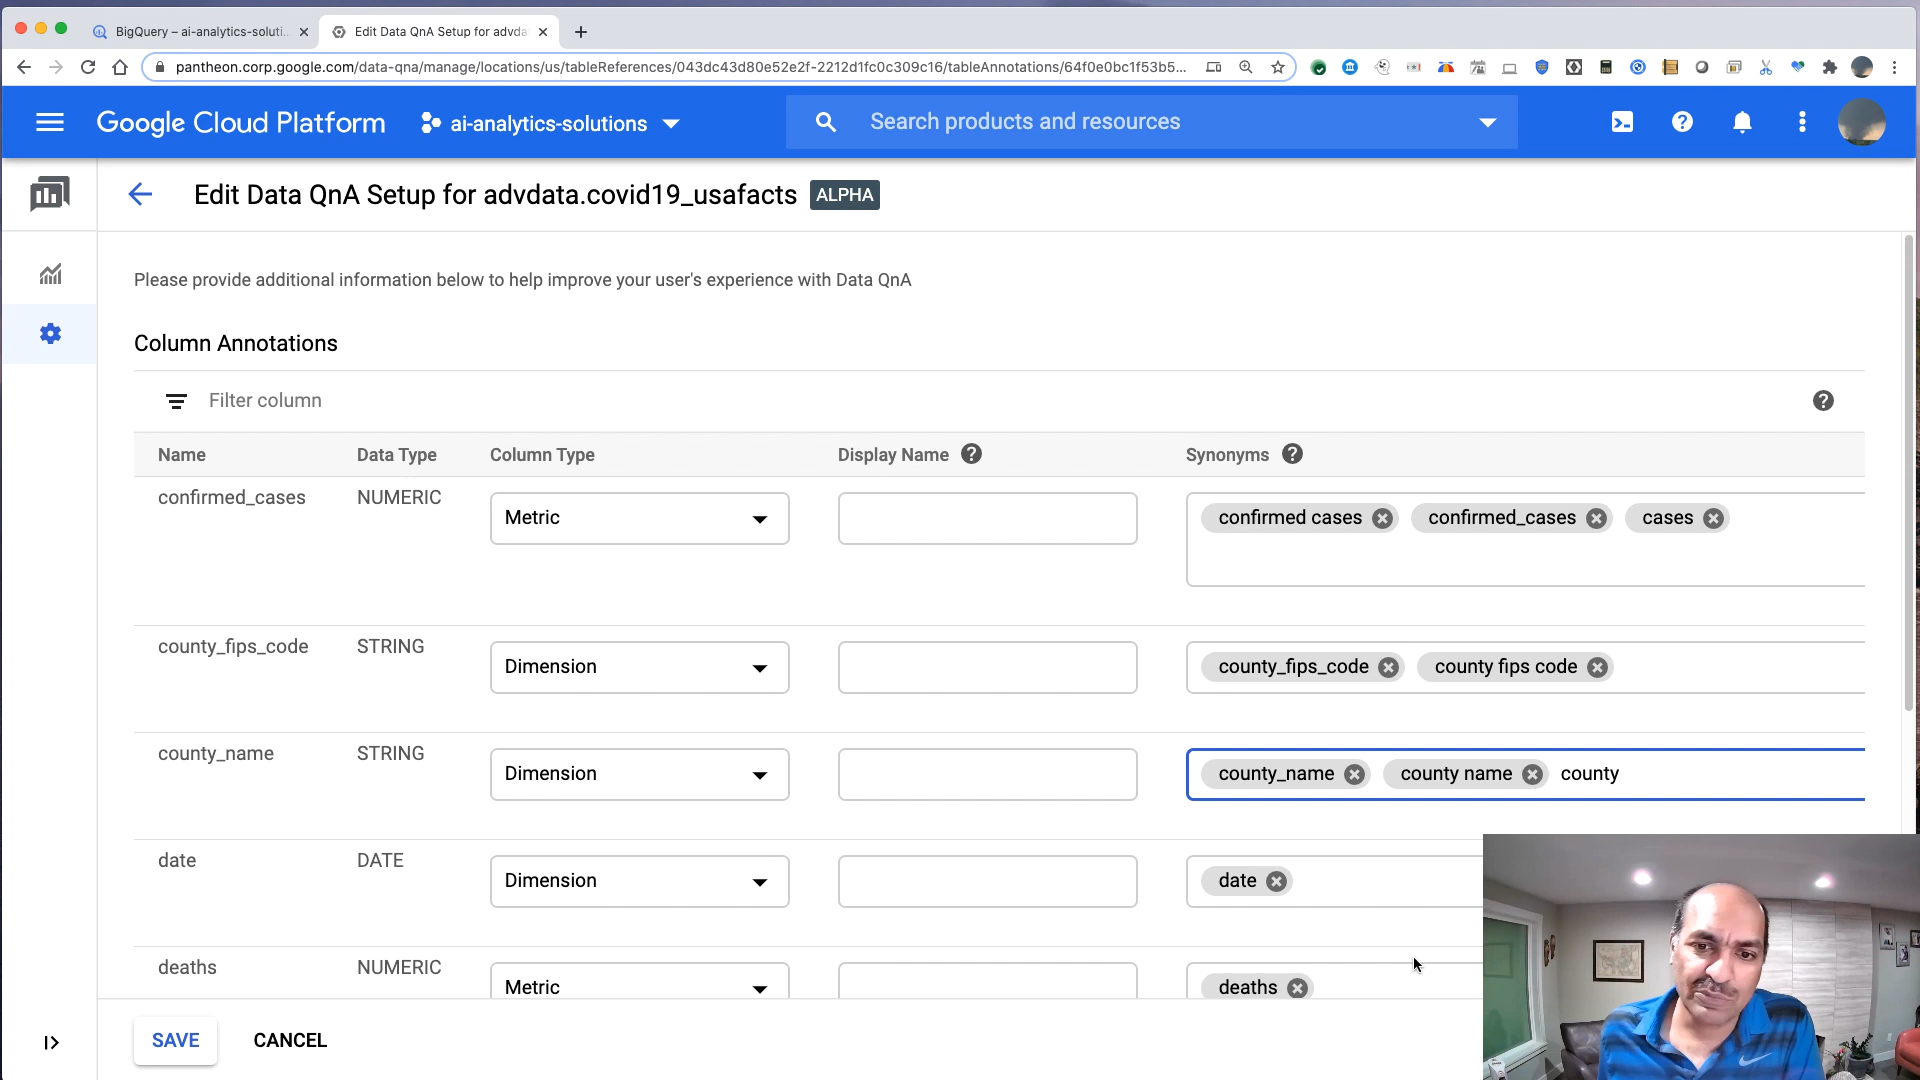 BigQuery – ai-analytics-soluti...
Edit Data QnA Setup for advda
pantheon.corp.google.com/data-qna/manage/locations/us/tableReferences/043dc43d80e52e2f-2212d1fc0c309c16/tableAnnotations/64f0e0bc1f53b5...
Google Cloud Platform
ai-analytics-solutions
Search products and resources
Edit Data QnA Setup for advdata.covid19_usafacts ALPHA
Please provide additional information below to help improve your user's experience with Data QnA
Column Annotations
Filter column
Name Data Type Column Type Display Name Synonyms
confirmed_cases NUMERIC Metric confirmed cases confirmed_cases cases
county_fips_code STRING Dimension county_fips_code county fips code
county_name STRING Dimension county_name county name county
date DATE Dimension date
deaths NUMERIC Metric deaths
SAVE CANCEL